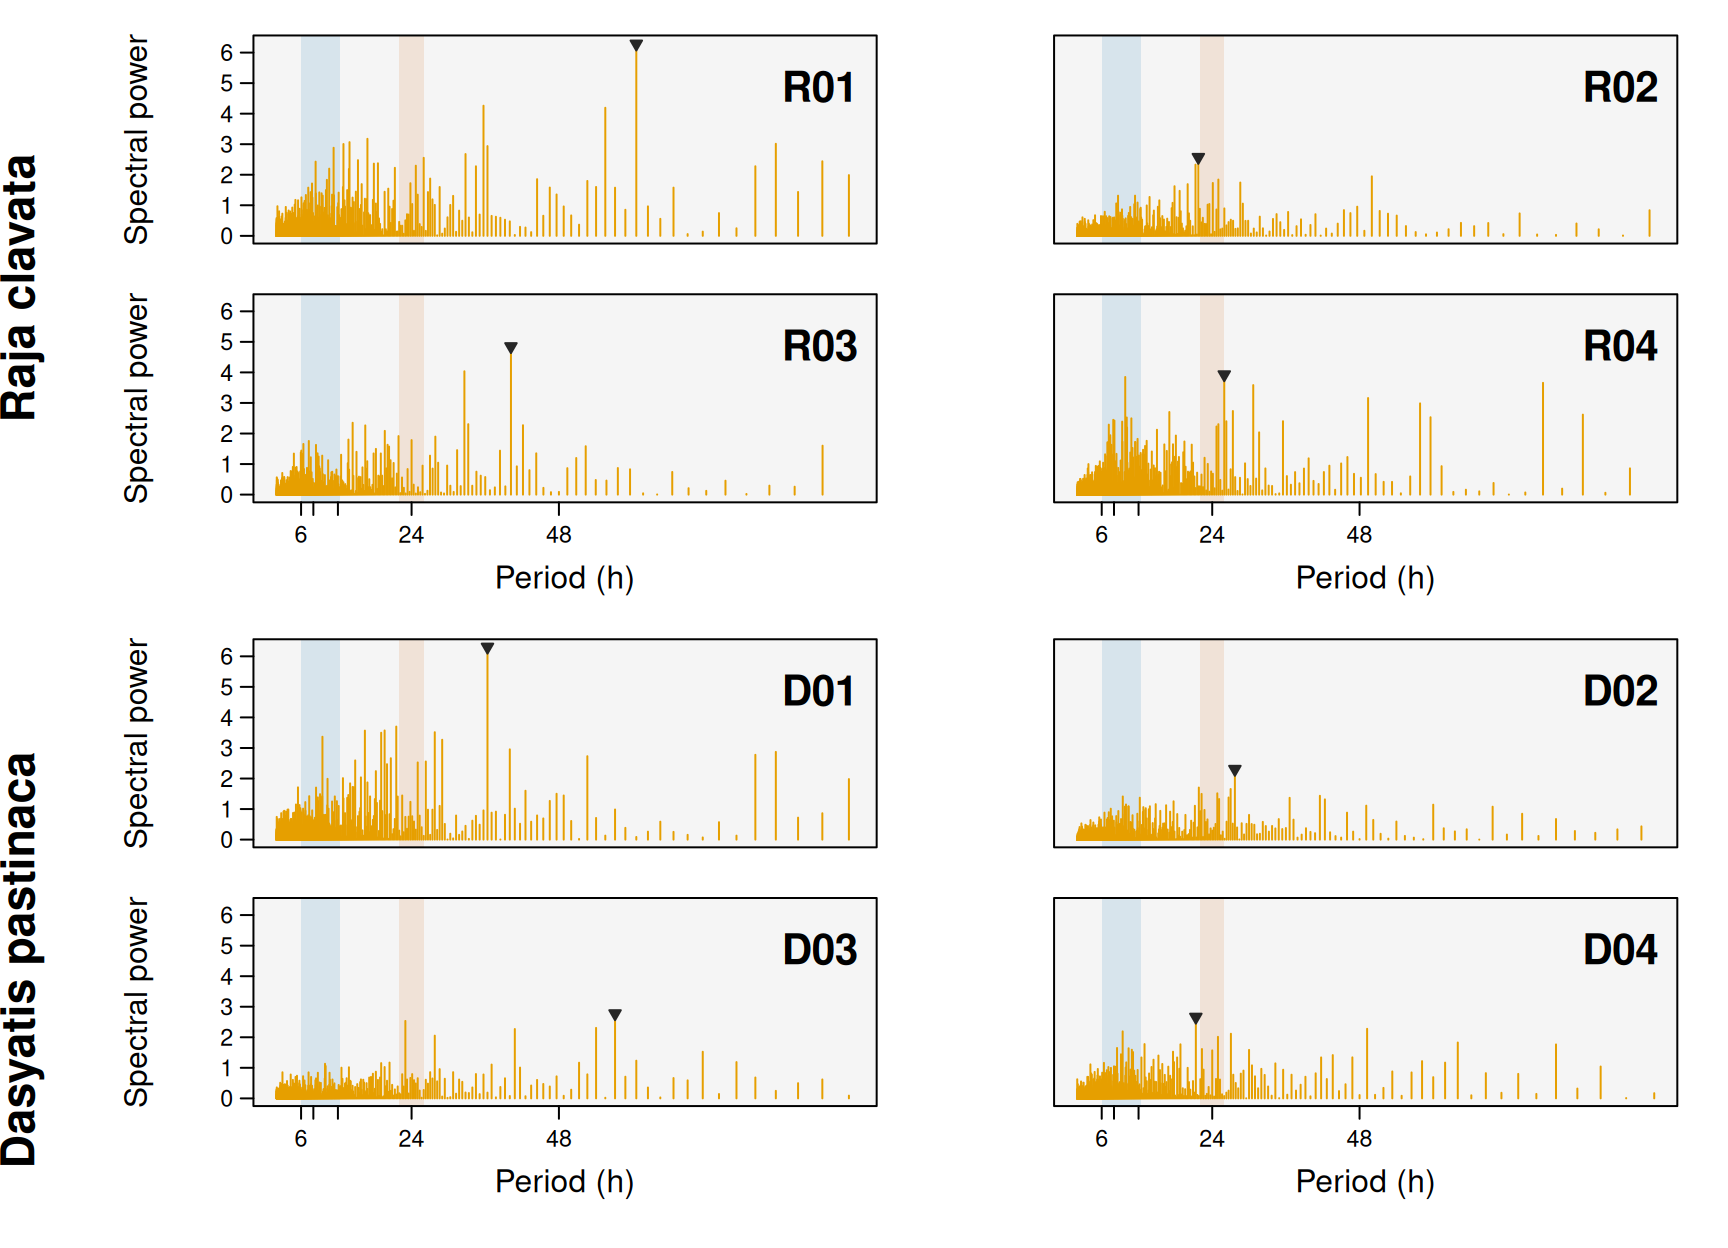 Raja clavata
Spectral power
6
5
4
3
2
1
0
R01
R02
Spectral power
6
5
4
3
2
1
0
R03
R04
6 24 48
6 24 48
Period (h)
Period (h)
Dasyatis pastinaca
Spectral power
6
5
4
3
2
1
0
D01
D02
Spectral power
6
5
4
3
2
1
0
D03
D04
6 24 48
6 24 48
Period (h)
Period (h)